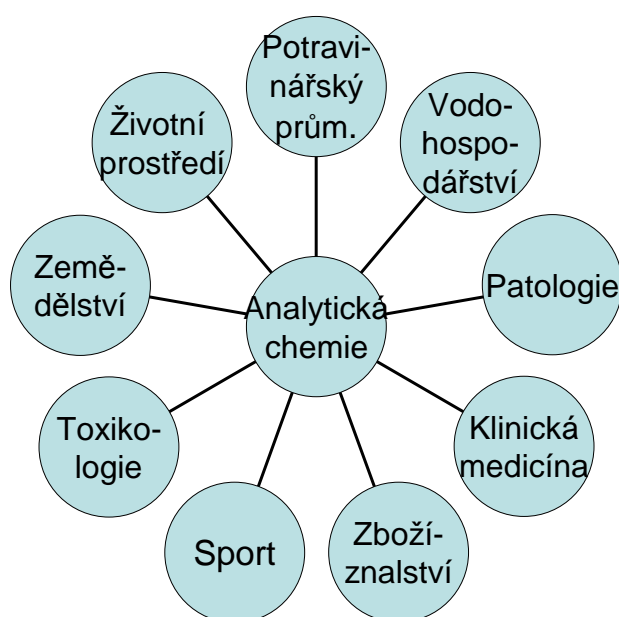 Potravi-
nářský
prům.
Vodo-
hospo-
dářství
Patologie
Klinická
medicína
Zboží-
znalství
Sport
Toxiko-
logie
Země-
dělství
Životní
prostředí
Analytická
chemie